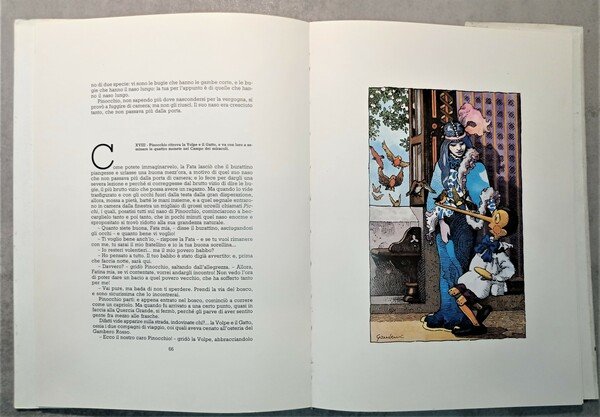 no di due specie: vi sono le bugie che hanno le gambe corte, e le bu-
gie che hanno il naso lungo: la tua per l'appunto è di quelle che han-
no il naso lungo.
Pinocchio, non sapendo più dove nascondersi per la vergogna, si
provò a fuggire di camera; ma non gli riuscì. Il suo naso era cresciuto
tanto, che non passava più dalla porta.
XVIII - Pinocchio ritrova la Volpe e il Gatto, e va con loro a se-
minare le quattro monete nel Campo dei miracoli.
Come potete immaginarvelo, la Fata lasciò che il burattino
piangesse e urlasse una buona mezz'ora, a motivo di quel suo naso
che non passava più dalla porta di camera; e lo fece per dargli una
severa lezione e perché si correggesse dal brutto vizio di dire le bu-
gie, il più brutto vizio che possa avere un ragazzo. Ma quando lo vide
trasfigurato e con gli occhi fuori dalla testa dalla gran disperazione,
allora, mossa a pietà, batté le mani insieme, e a quel segnale entrarono
in camera dalla finestra un migliaio di grossi uccelli chiamati Pic-
chi, i quali, posatisi tutti sul naso di Pinocchio, cominciarono a bec-
carglielo tanto e poi tanto, che in pochi minuti quel naso enorme e
spropositato si trovò ridotto alla sua grandezza naturale.
- Quanto siete buona, Fata mia, - disse il burattino, asciugandosi
gli occhi - e quanto bene vi voglio!
- Ti voglio bene anch'io, - rispose la Fata - e se tu vuoi rimanere
con me, tu sarai il mio fratellino e io la tua buona sorellina...
- Io resterei volentieri... ma il mio povero babbo?
- Ho pensato a tutto. Il tuo babbo è stato digià avvertito: e, prima
che faccia notte, sarà qui.
- Davvero? - gridò Pinocchio, saltando dall'allegrezza. - Allora,
Fatina mia, se vi contentate, vorrei andargli incontro! Non vedo l'ora
di poter dare un bacio a quel povero vecchio, che ha sofferto tanto
per me!
- Vai pure, ma bada di non ti sperdere. Prendi la via del bosco,
e sono sicurissima che lo incontrerai.
Pinocchio partì: e appena entrato nel bosco, cominciò a correre
come un capriolo. Ma quando fu arrivato a un certo punto, quasi in
faccia alla Quercia Grande, si fermò, perché gli parve di aver sentito
gente fra mezzo alle frasche.
Difatti vide apparire sulla strada, indovinate chi?... la Volpe e il Gatto,
ossia i due compagni di viaggio, coi quali aveva cenato all'osteria del
Gambero Rosso.
- Ecco il nostro caro Pinocchio! - gridò la Volpe, abbracciandolo
66